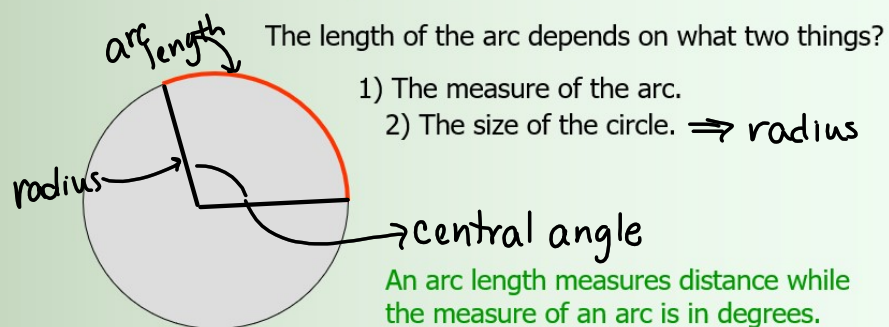 arc length
The length of the arc depends on what two things?
1) The measure of the arc.
2) The size of the circle. ⇒ radius
radius
central angle
An arc length measures distance while
the measure of an arc is in degrees.